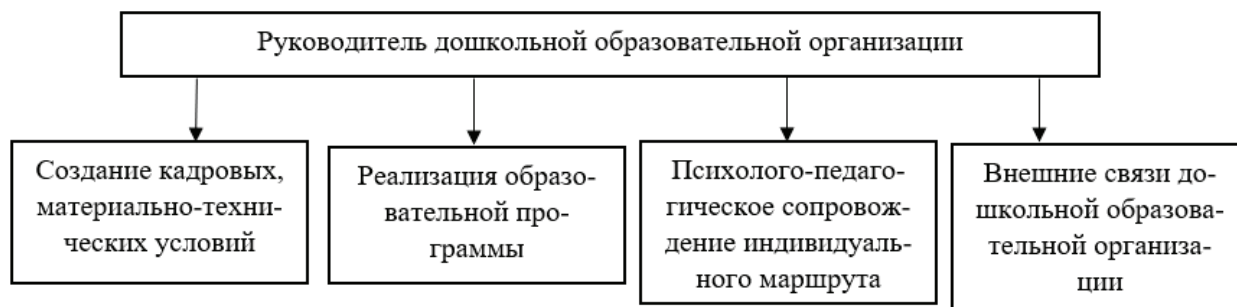 Руководитель дошкольной образовательной организации
Создание кадровых,
материально-техни-
ческих условий
Реализация образо-
вательной про-
граммы
Психолого-педаго-
гическое сопровож-
дение индивидуаль-
ного маршрута
Внешние связи до-
школьной образова-
тельной организа-
ции